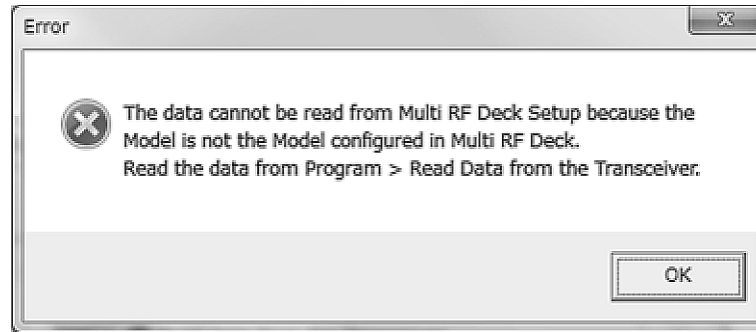 Error
The data cannot be read from Multi RF Deck Setup because the
Model is not the Model configured in Multi RF Deck.
Read the data from Program > Read Data from the Transceiver.
OK